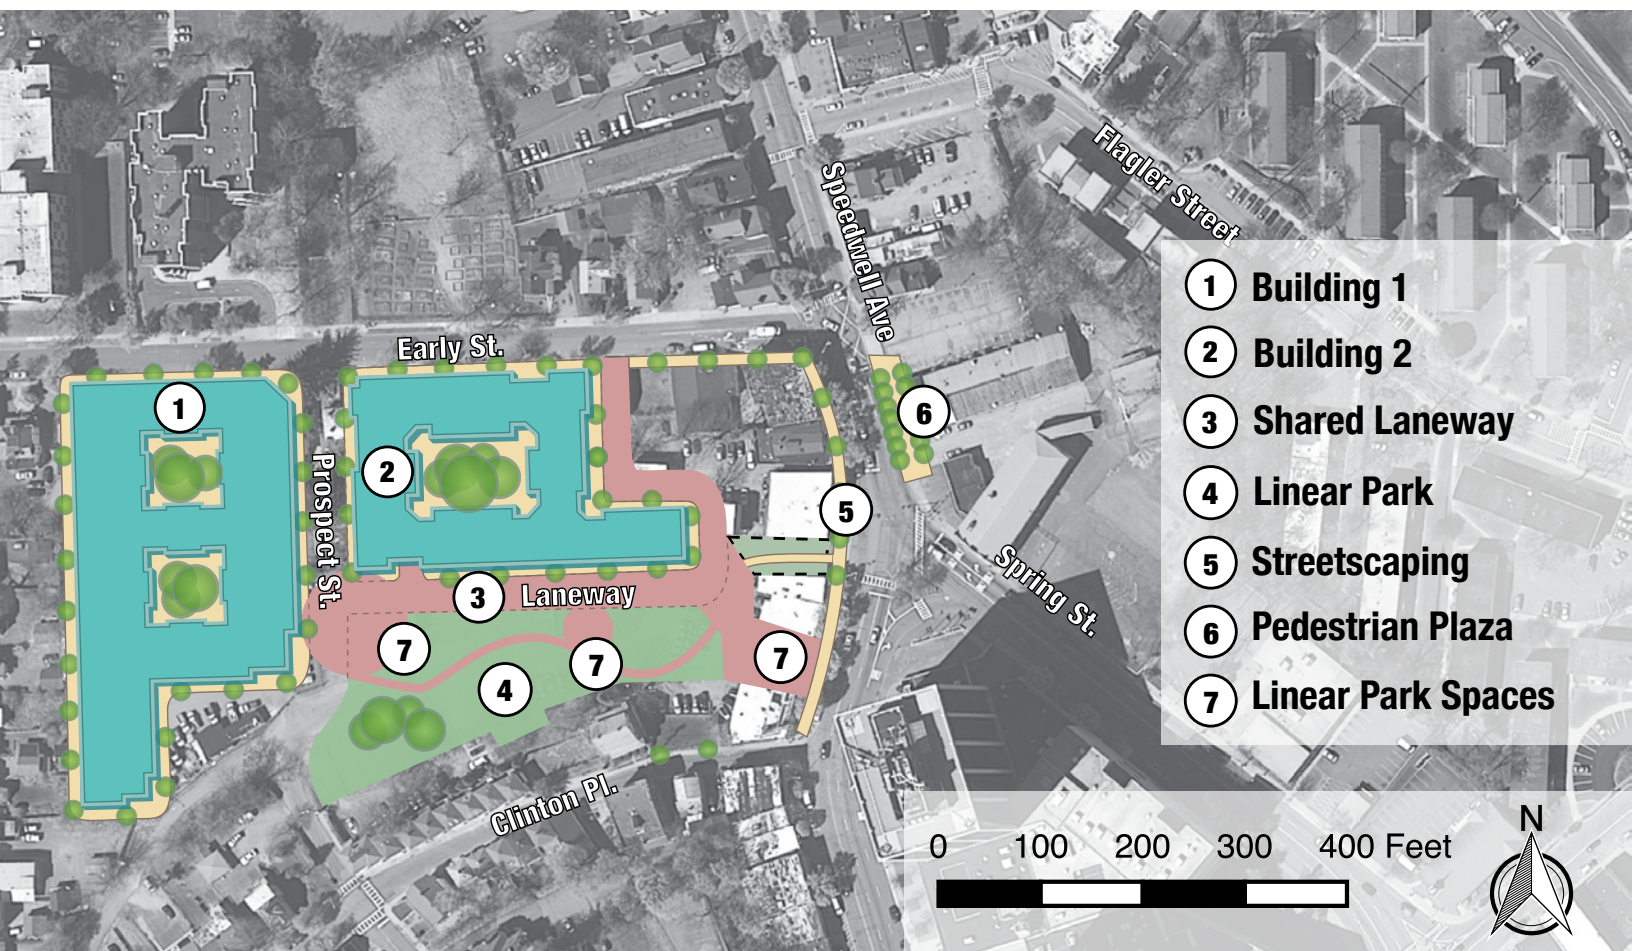 Flagler Street
Speedwell Ave
Early St.
Prospect St.
Laneway
Spring St.
Clinton Pl.
1
2
3
4
5
6
7
7
7
1 Building 1
2 Building 2
3 Shared Laneway
4 Linear Park
5 Streetscaping
6 Pedestrian Plaza
7 Linear Park Spaces
0 100 200 300 400 Feet
N